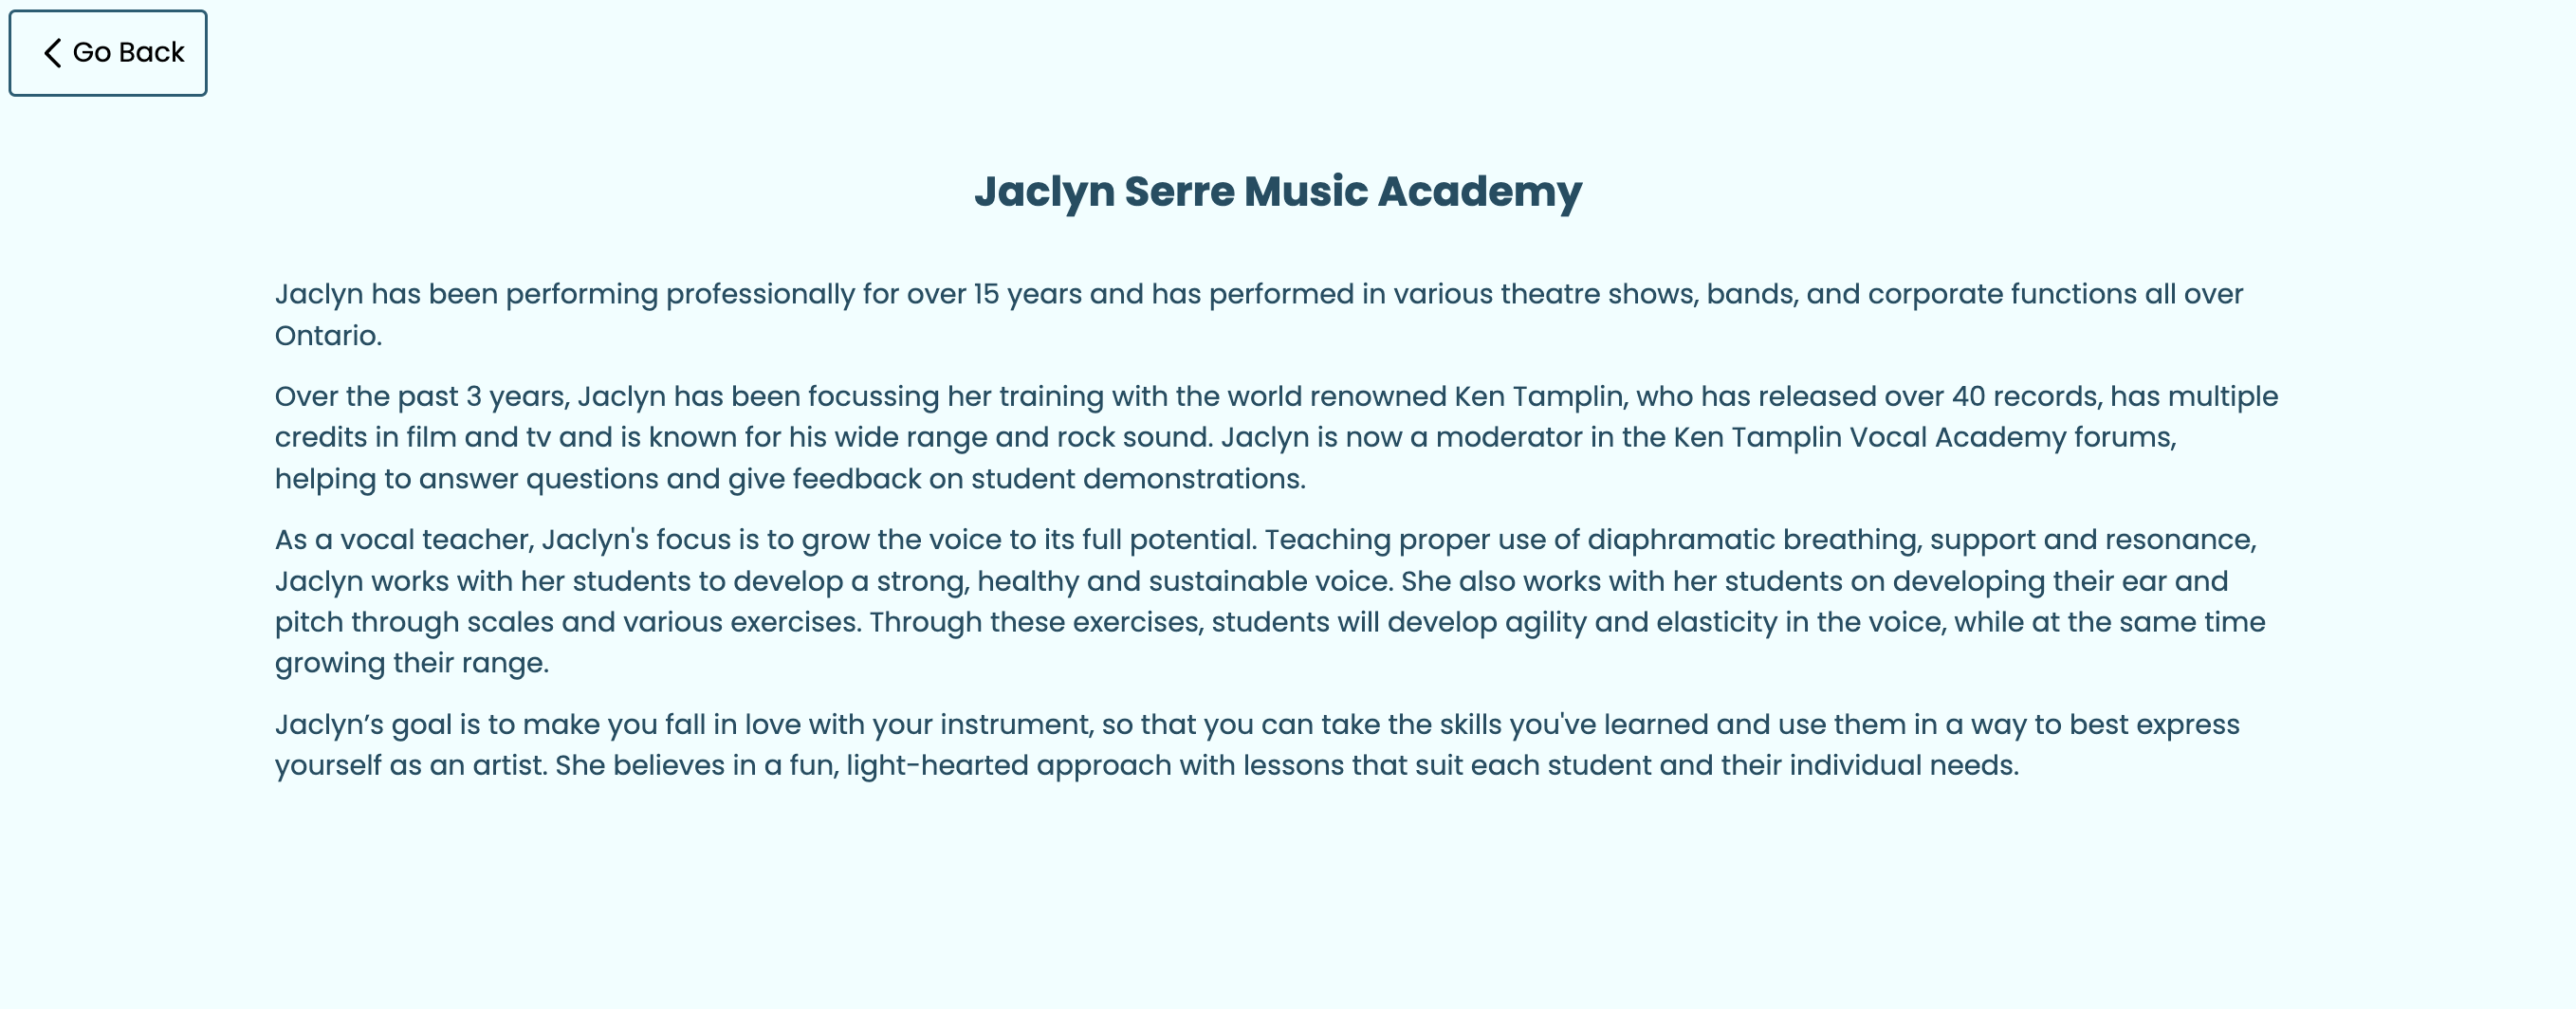 Go Back
Jaclyn Serre Music Academy
Jaclyn has been performing professionally for over 15 years and has performed in various theatre shows, bands, and corporate functions all over
Ontario.
Over the past 3 years, Jaclyn has been focussing her training with the world renowned Ken Tamplin, who has released over 40 records, has multiple
credits in film and tv and is known for his wide range and rock sound. Jaclyn is now a moderator in the Ken Tamplin Vocal Academy forums,
helping to answer questions and give feedback on student demonstrations.
As a vocal teacher, Jaclyn's focus is to grow the voice to its full potential. Teaching proper use of diaphramatic breathing, support and resonance,
Jaclyn works with her students to develop a strong, healthy and sustainable voice. She also works with her students on developing their ear and
pitch through scales and various exercises. Through these exercises, students will develop agility and elasticity in the voice, while at the same time
growing their range.
Jaclyn’s goal is to make you fall in love with your instrument, so that you can take the skills you've learned and use them in a way to best express
yourself as an artist. She believes in a fun, light-hearted approach with lessons that suit each student and their individual needs.